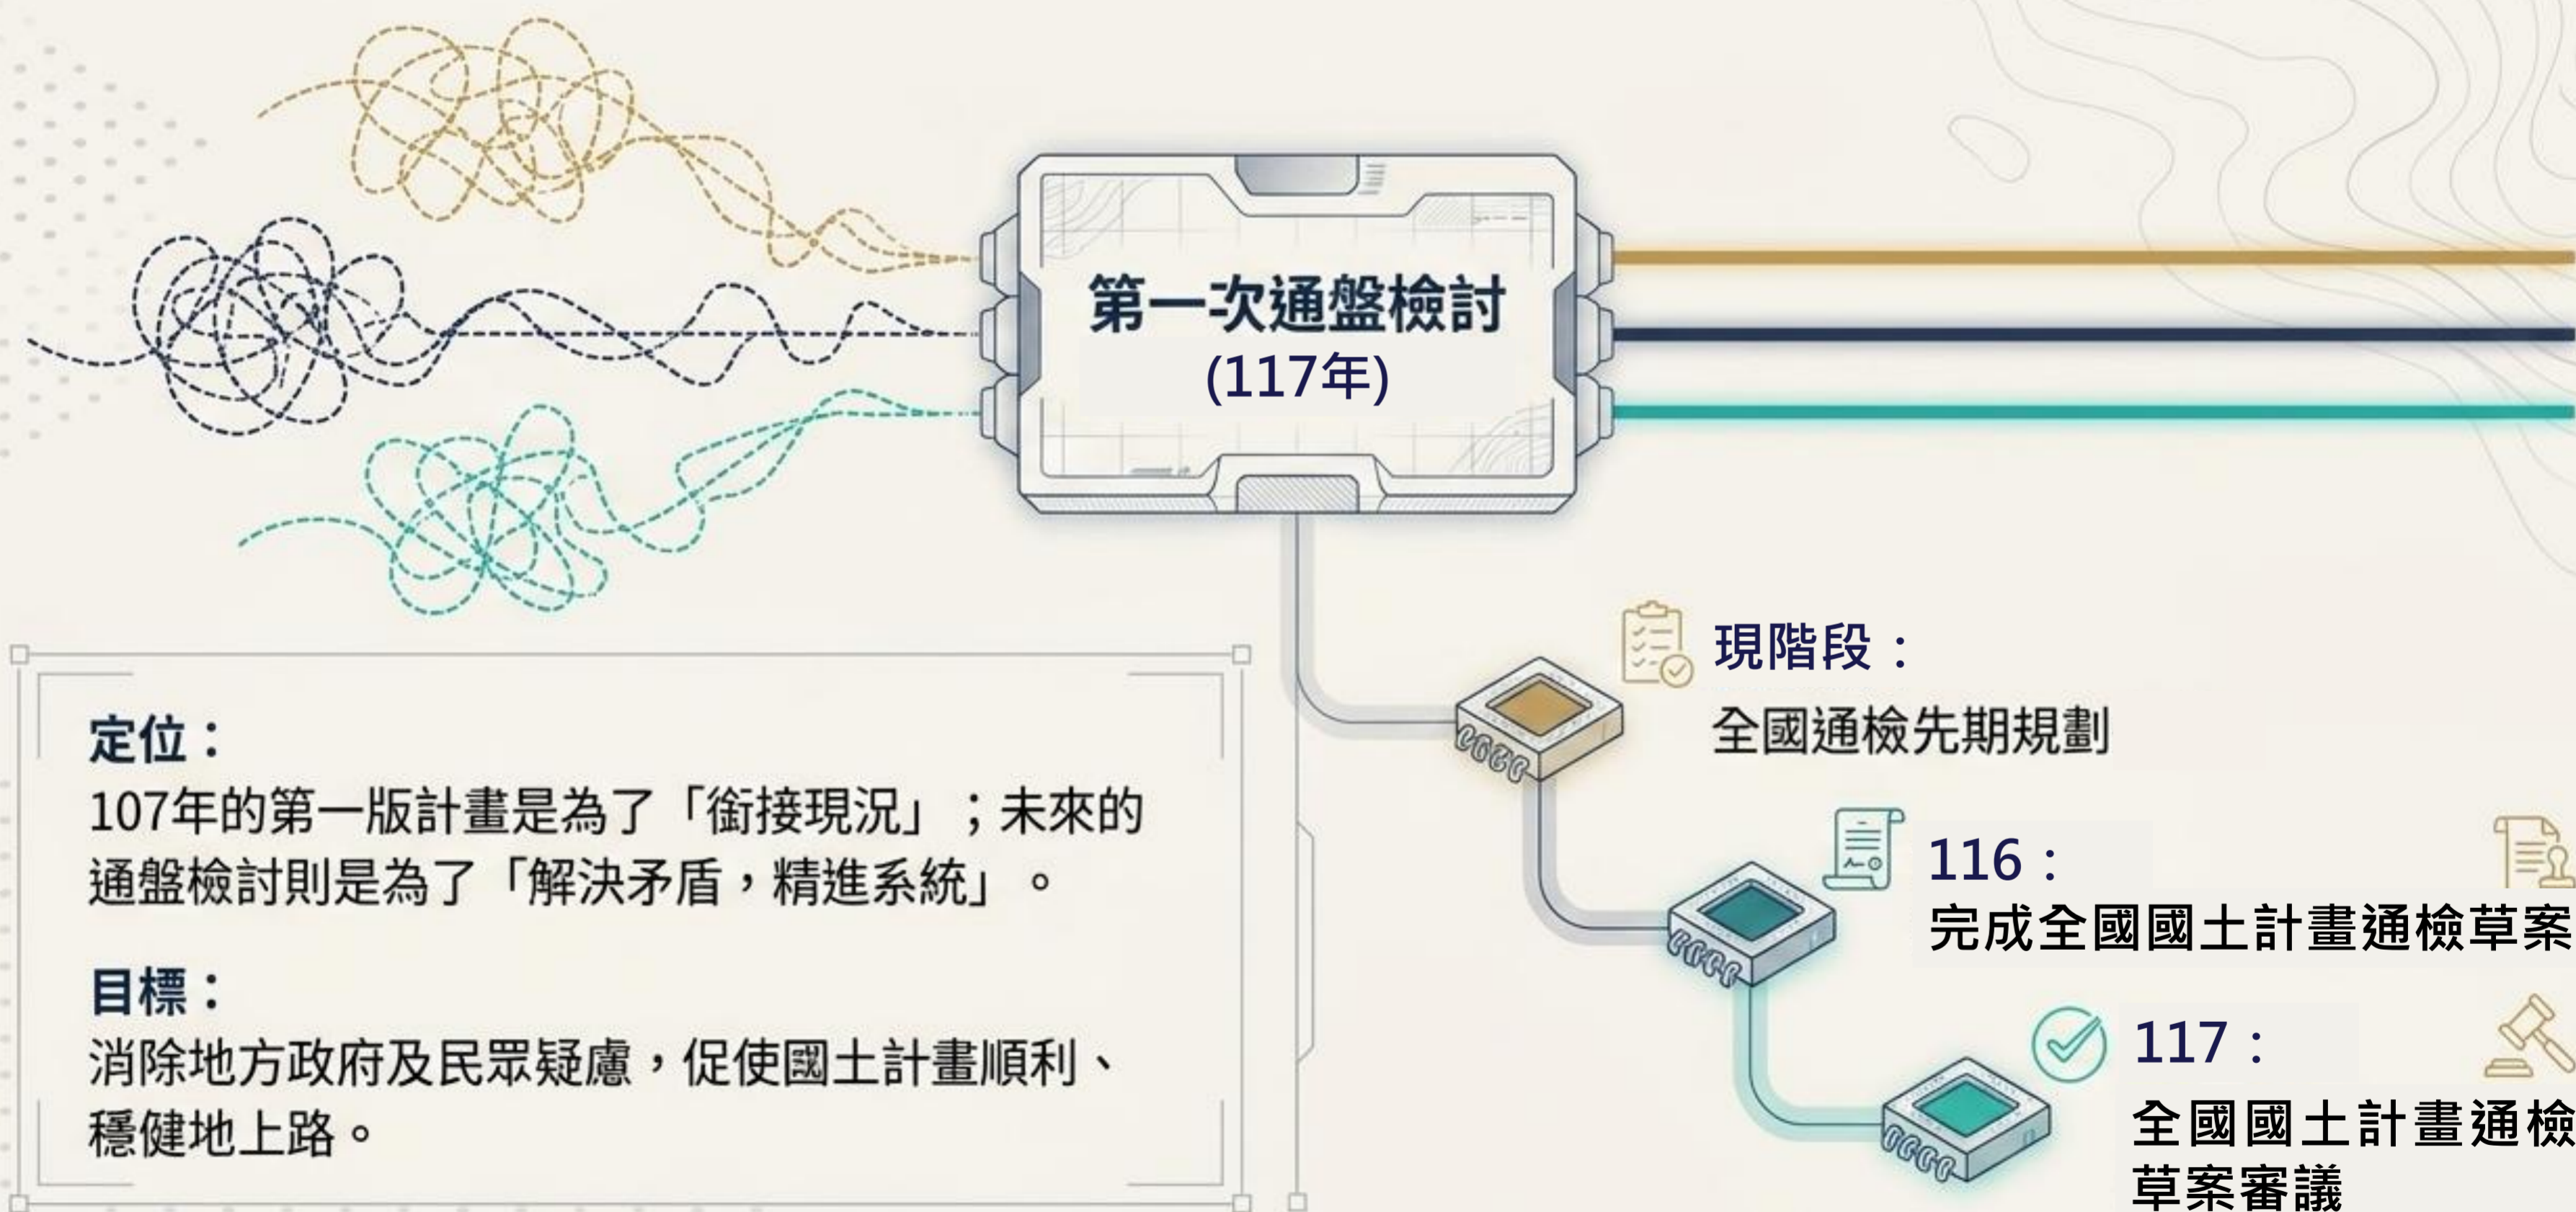 第一次通盤檢討
(117年)
定位：
107年的第一版計畫是為了「銜接現況」；未來的
通盤檢討則是為了「解決矛盾，精進系統」。
目標：
消除地方政府及民眾疑慮，促使國土計畫順利、
穩健地上路。
現階段：
全國通檢先期規劃
116：
完成全國國土計畫通檢草案
117：
全國國土計畫通檢
草案審議